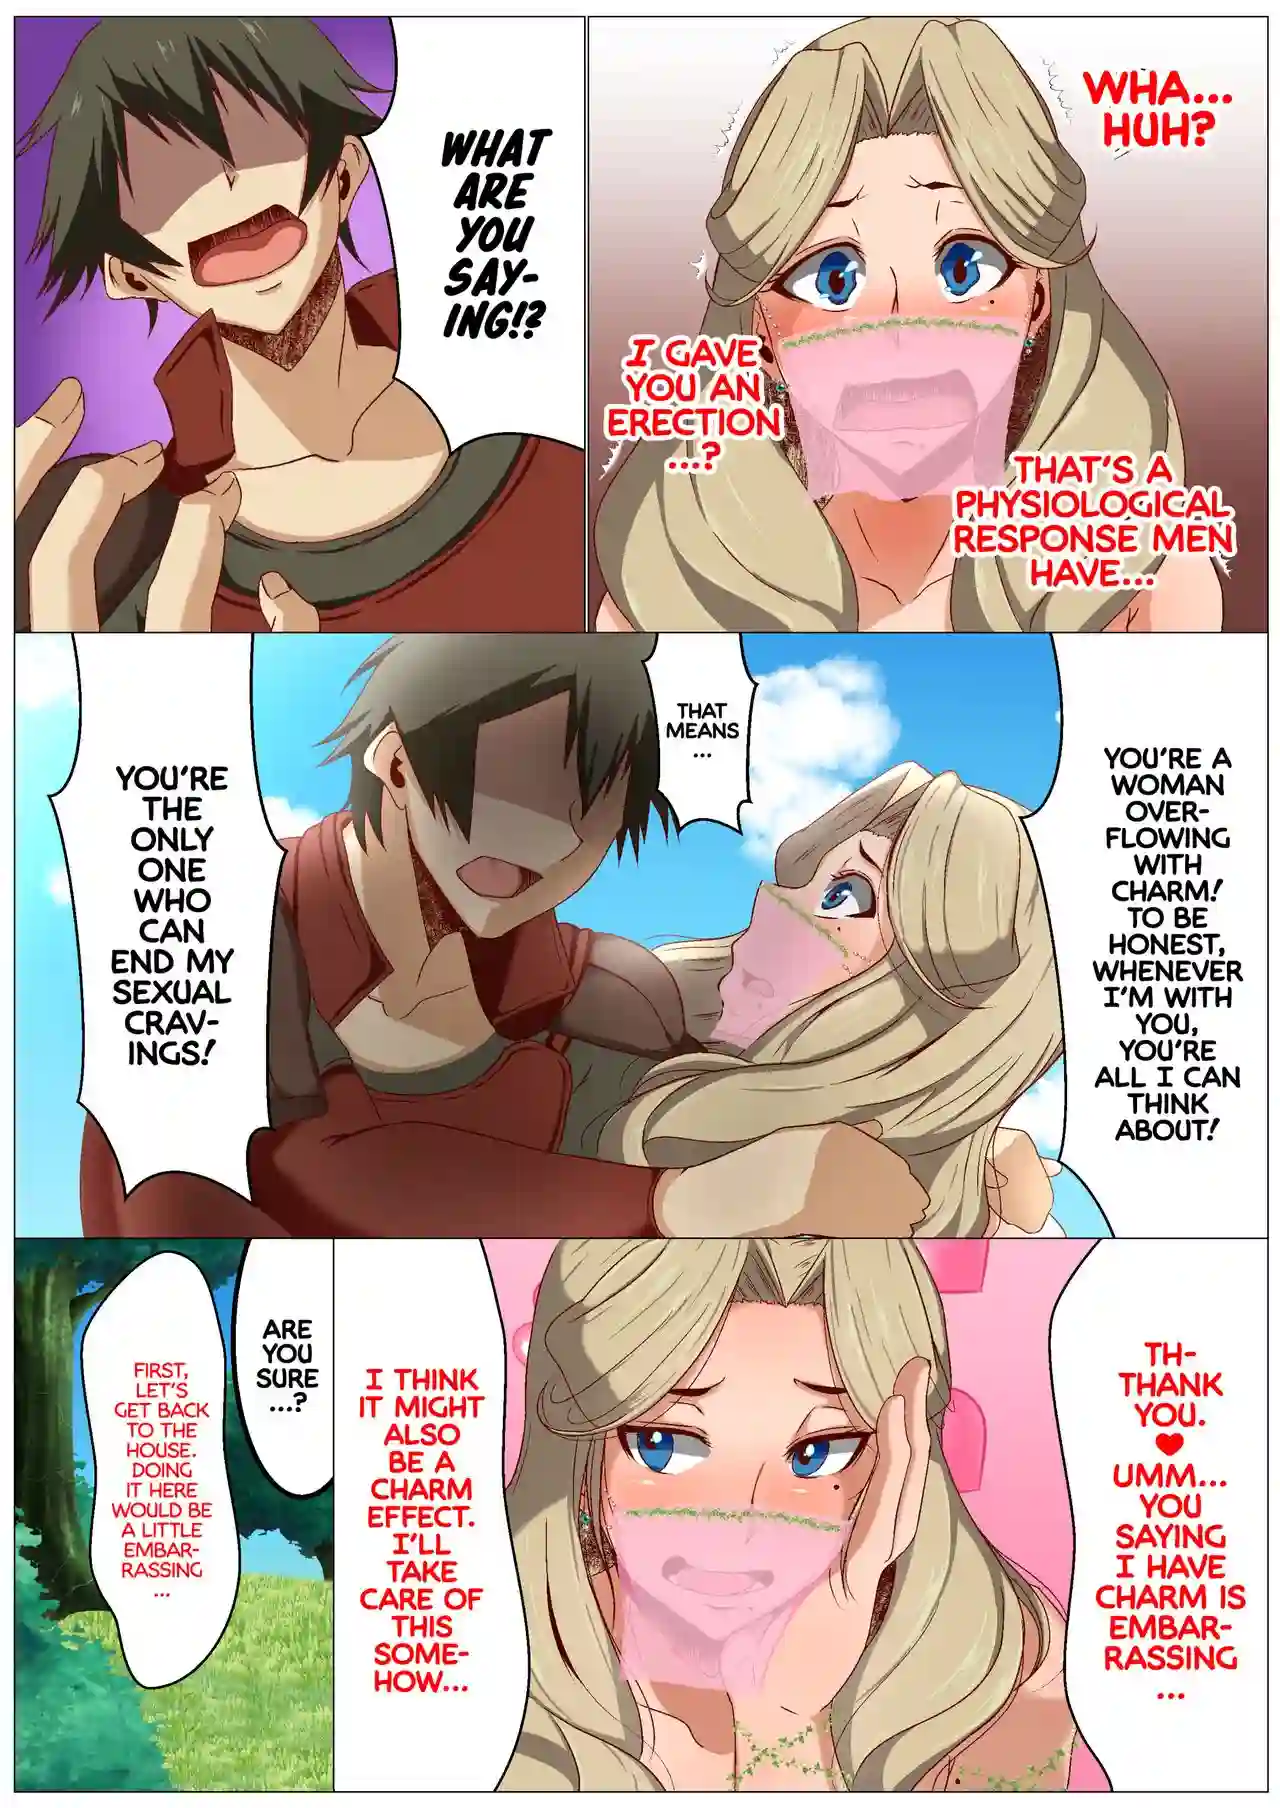 WHA...
HUH?
I GAVE
YOU AN
ERECTION
...?
THAT'S A
PHYSIOLOGICAL
RESPONSE MEN
HAVE...
WHAT
ARE
YOU
SAY-
ING!?
YOU'RE A
WOMAN
OVER-
FLOWING
WITH
CHARM!
TO BE
HONEST,
WHENEVER
I'M WITH
YOU,
YOU'RE
ALL I CAN
THINK
ABOUT!
THAT
MEANS
...
YOU'RE
THE
ONLY
ONE
WHO
CAN
END MY
SEXUAL
CRAV-
INGS!
TH-
THANK
YOU.
♥
UMM...
YOU
SAYING
I HAVE
CHARM IS
EMBAR-
RASSING
...
I THINK
IT MIGHT
ALSO
BE A
CHARM
EFFECT.
I'LL
TAKE
CARE OF
THIS
SOME-
HOW...
ARE
YOU
SURE
...?
FIRST,
LET'S
GET BACK
TO THE
HOUSE.
DOING
IT HERE
WOULD BE
A LITTLE
EMBAR-
RASSING
...